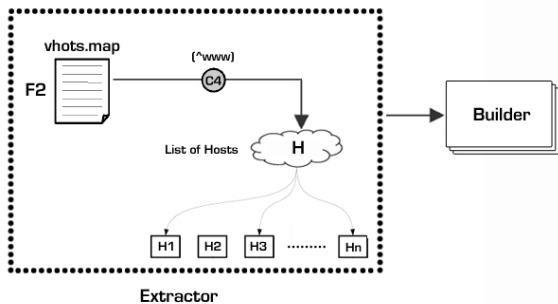 vhots.map
(^www)
F2
C4
Builder
List of Hosts
H
H1
H2
H3
.........
Hn
Extractor